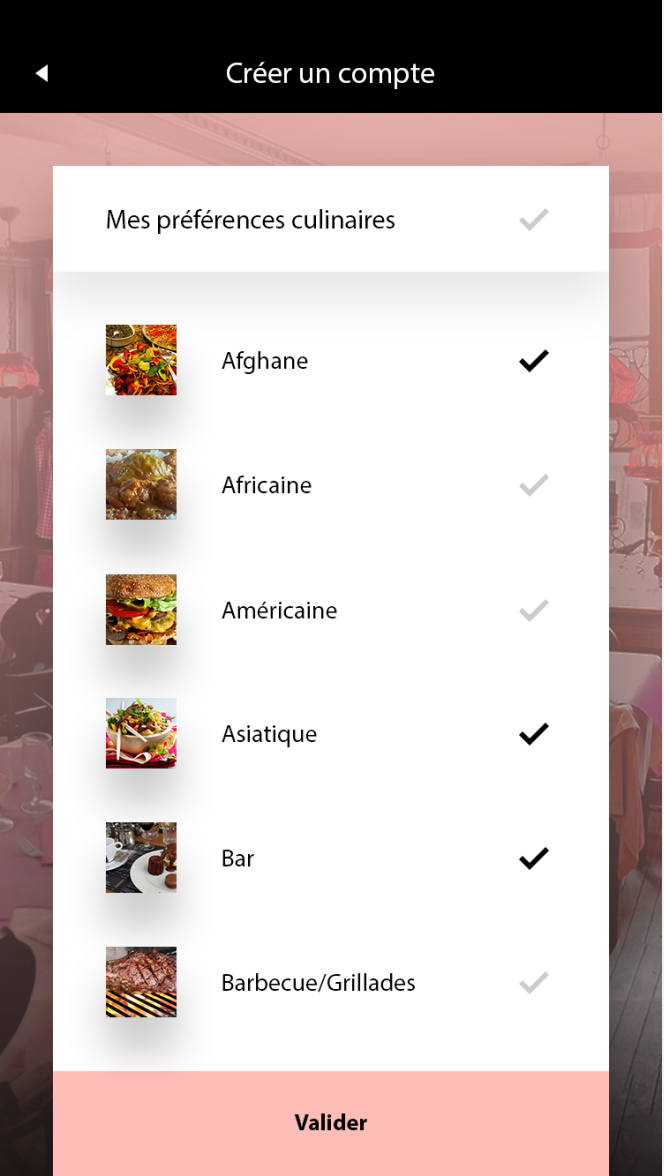 Créer un compte
Mes préférences culinaires
Afghane
Africaine
Américaine
Asiatique
Bar
Barbecue/Grillades
Valider